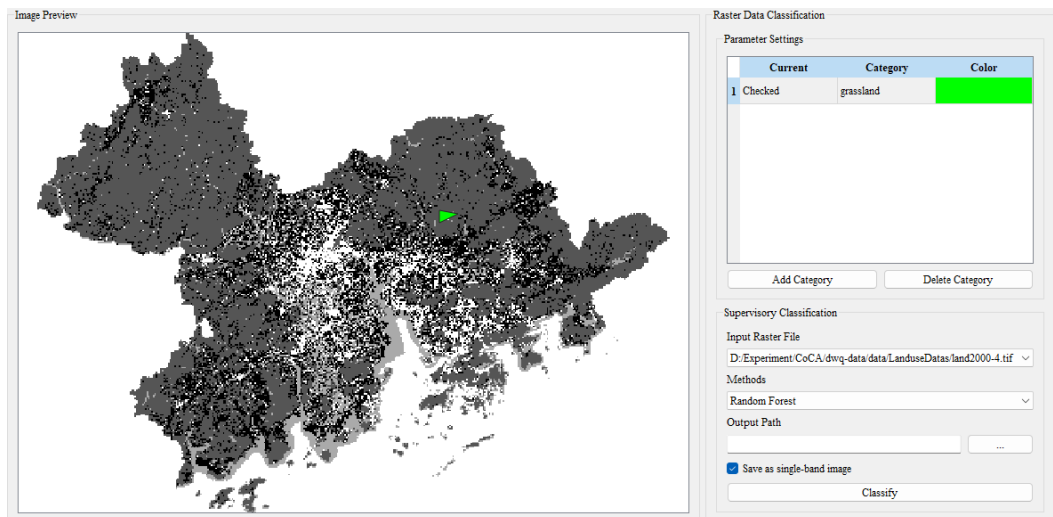 Image Preview
Raster Data Classification
Parameter Settings
Current Category Color
1 Checked grassland
Add Category Delete Category
Supervisory Classification
Input Raster File
D:/Experiment/CoCA/dwq-data/data/LanduseDatas/land2000-4.tif
Methods
Random Forest
Output Path
...
Save as single-band image
Classify